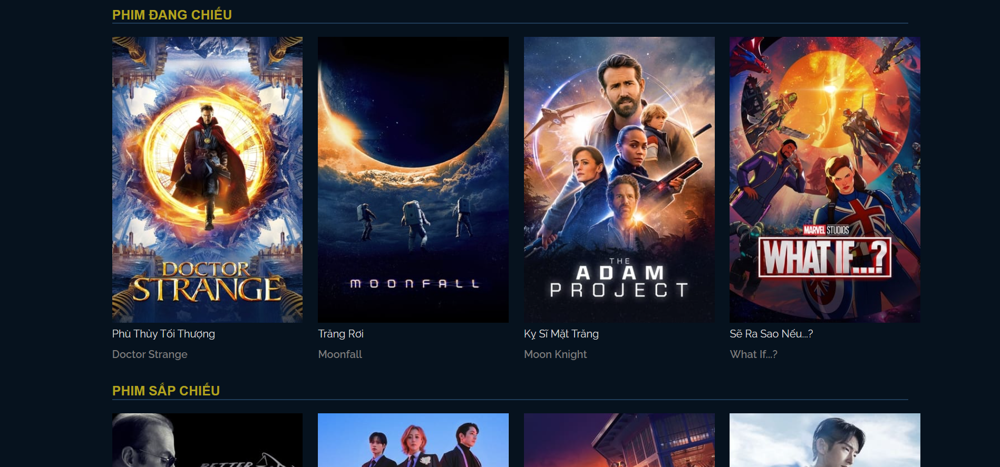 PHIM ĐANG CHIẾU
DOCTOR
STRANGE
MOONFALL
THE
ADAM
PROJECT
MARVEL STUDIOS
WHAT IF...?
Phù Thủy Tối Thượng
Trăng Rơi
Kỵ Sĩ Mặt Trăng
Sẽ Ra Sao Nếu...?
Doctor Strange
Moonfall
Moon Knight
What If...?
PHIM SẮP CHIẾU
BETTER